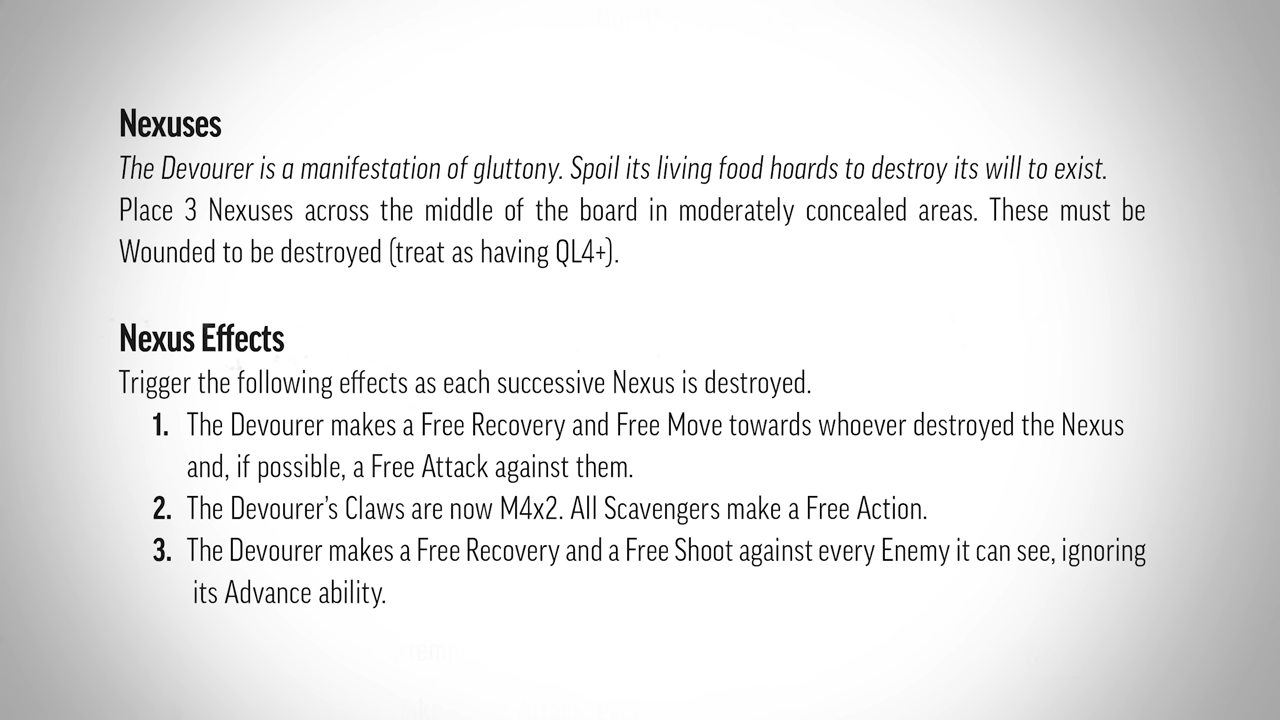 Nexuses
The Devourer is a manifestation of gluttony. Spoil its living food hoards to destroy its will to exist.
Place 3 Nexuses across the middle of the board in moderately concealed areas. These must be
Wounded to be destroyed (treat as having QL4+).
Nexus Effects
Trigger the following effects as each successive Nexus is destroyed.
1. The Devourer makes a Free Recovery and Free Move towards whoever destroyed the Nexus
and, if possible, a Free Attack against them.
2. The Devourer’s Claws are now M4x2. All Scavengers make a Free Action.
3. The Devourer makes a Free Recovery and a Free Shoot against every Enemy it can see, ignoring
its Advance ability.